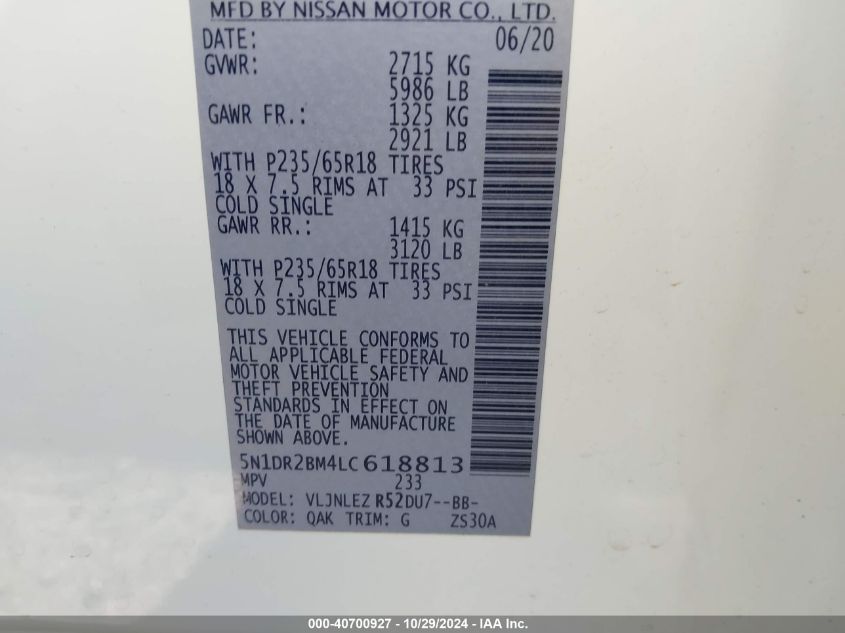 MFD BY NISSAN MOTOR CO., LTD.
DATE: 06/20
GVWR: 2715 KG
5986 LB
GAWR FR.: 1325 KG
2921 LB
WITH P235/65R18 TIRES
18 X 7.5 RIMS AT 33 PSI
COLD SINGLE
GAWR RR.: 1415 KG
3120 LB
WITH P235/65R18 TIRES
18 X 7.5 RIMS AT 33 PSI
COLD SINGLE
THIS VEHICLE CONFORMS TO
ALL APPLICABLE FEDERAL
MOTOR VEHICLE SAFETY AND
THEFT PREVENTION
STANDARDS IN EFFECT ON
THE DATE OF MANUFACTURE
SHOWN ABOVE.
5N1DR2BM4LC618813
MPV 233
MODEL: VLJNLEZ R52DU7--BB-
COLOR: QAK TRIM: G ZS30A
000-40700927 - 10/29/2024 - IAA Inc.